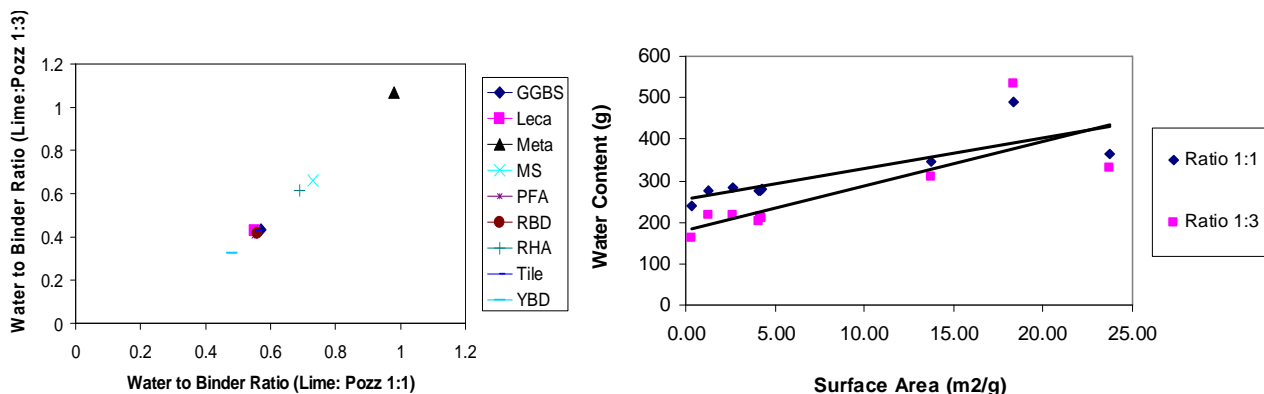 Water to Binder Ratio (Lime:Pozz 1:3)
1.2
1
0.8
0.6
0.4
0.2
0
0 0.2 0.4 0.6 0.8 1 1.2
Water to Binder Ratio (Lime: Pozz 1:1)
GGBS
Leca
Meta
MS
PFA
RBD
RHA
Tile
YBD
Water Content (g)
600
500
400
300
200
100
0
0.00 5.00 10.00 15.00 20.00 25.00
Surface Area (m2/g)
Ratio 1:1
Ratio 1:3